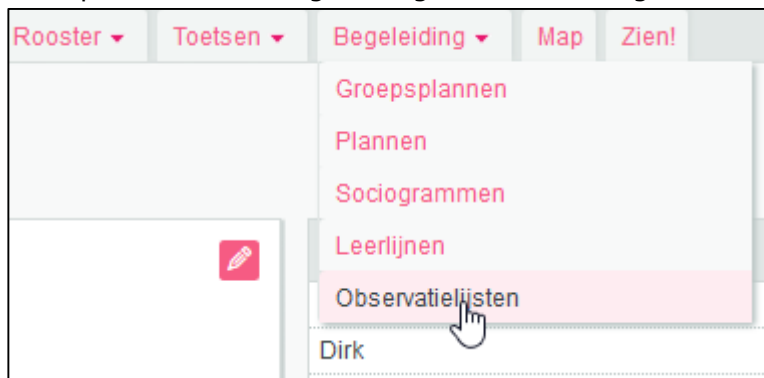 Rooster Toetsen Begeleiding Map Zien!
Groepsplannen
Plannen
Sociogrammen
Leerlijnen
Observatielijsten
Dirk